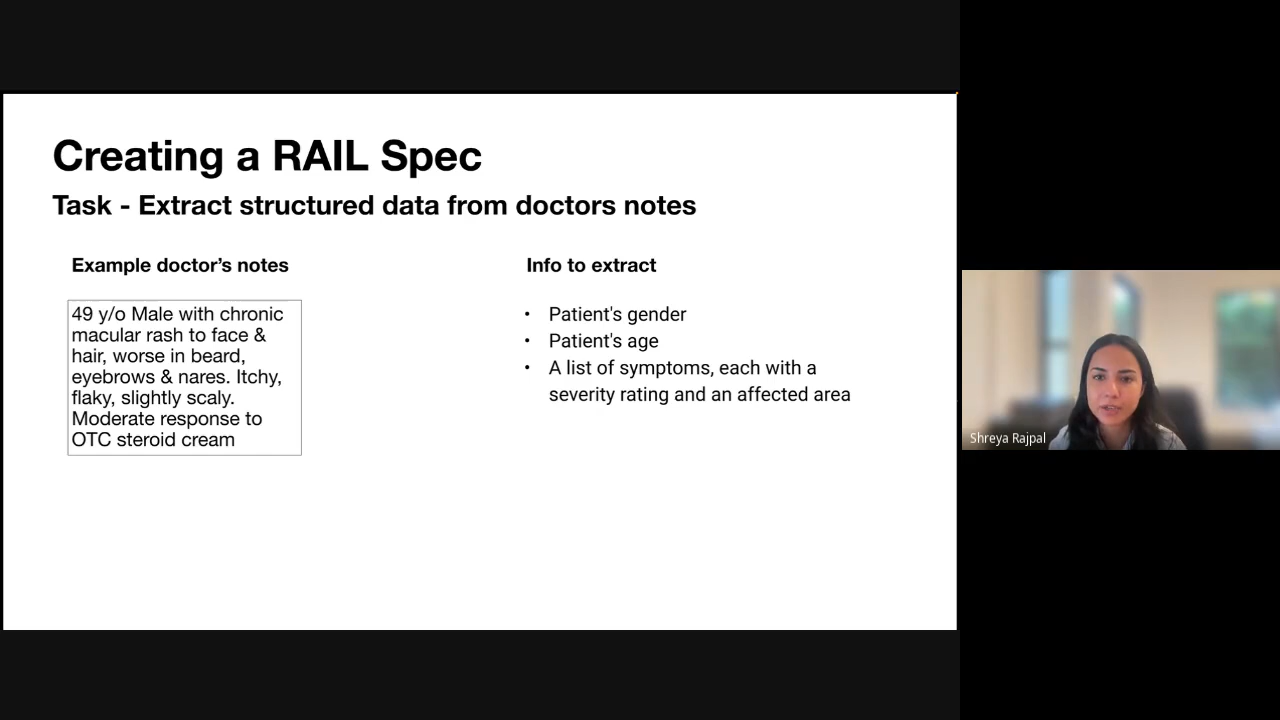 Creating a RAIL Spec
Task - Extract structured data from doctors notes
Example doctor’s notes
49 y/o Male with chronic
macular rash to face &
hair, worse in beard,
eyebrows & nares. Itchy,
flaky, slightly scaly.
Moderate response to
OTC steroid cream
Info to extract
• Patient's gender
• Patient's age
• A list of symptoms, each with a
severity rating and an affected area
Shreya Rajpal